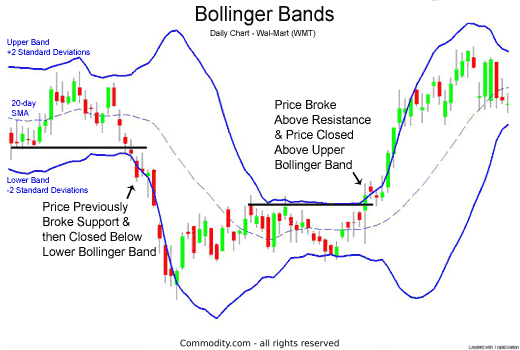 Bollinger Bands
Daily Chart - Wal-Mart (WMT)
Upper Band
+2 Standard Deviations
20-day
SMA
Lower Band
-2 Standard Deviations
Price Previously
Broke Support &
then Closed Below
Lower Bollinger Band
Price Broke
Above Resistance
& Price Closed
Above Upper
Bollinger Band
Commodity.com - all rights reserved
Created with TradeStation